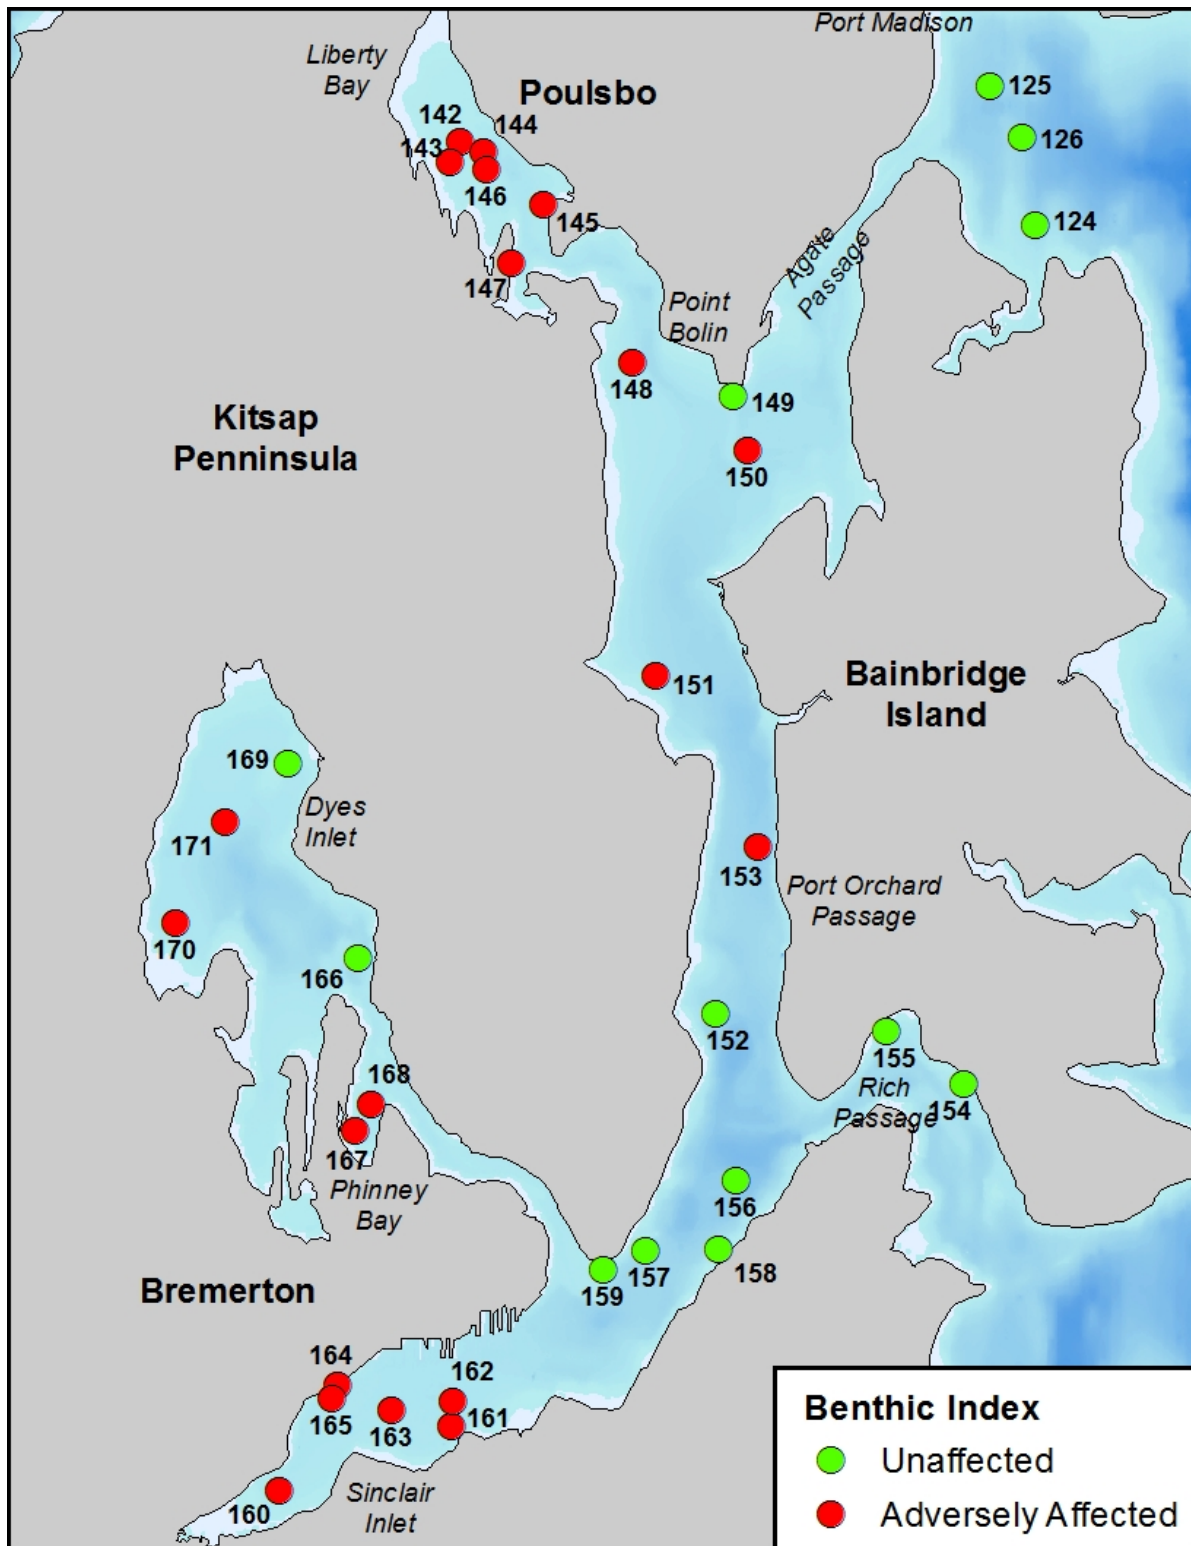 Port Madison
Liberty
Bay
Poulsbo
125
142
144
126
143
146
145
124
Agate
Passage
147
Point
Bolin
148
149
Kitsap
Penninsula
150
151
Bainbridge
Island
169
Dyes
Inlet
171
153
Port Orchard
Passage
170
166
152
155
168
Rich
Passage
154
167
Phinney
Bay
156
157
158
159
Bremerton
164
162
165
163
161
160
Sinclair
Inlet
Benthic Index
Unaffected
Adversely Affected